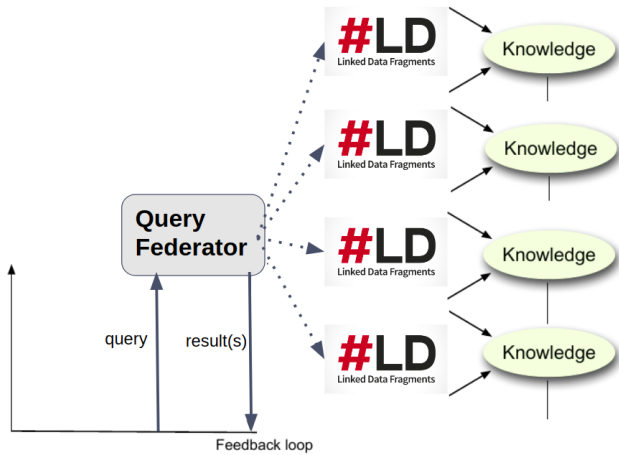 #LD
Linked Data Fragments
Knowledge
#LD
Linked Data Fragments
Knowledge
Query
Federator
#LD
Linked Data Fragments
Knowledge
query
result(s)
#LD
Linked Data Fragments
Knowledge
Feedback loop